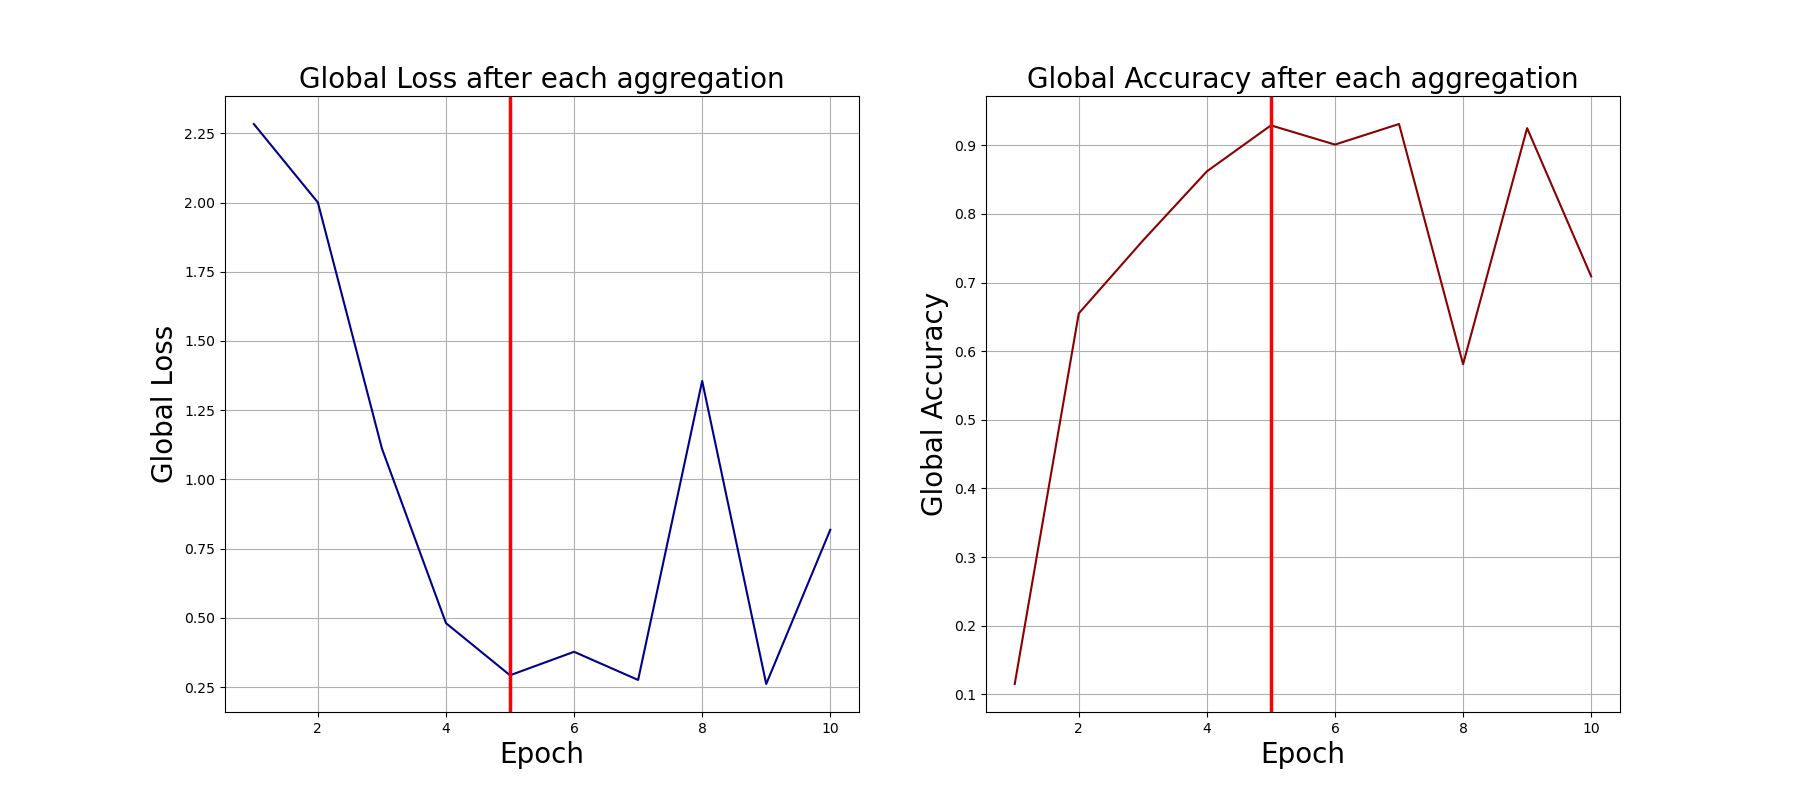 Global Loss after each aggregation
2.25
2.00
1.75
1.50
1.25
1.00
0.75
0.50
0.25
Global Loss
2 4 6 8 10
Epoch
Global Accuracy after each aggregation
0.9
0.8
0.7
0.6
0.5
0.4
0.3
0.2
0.1
Global Accuracy
2 4 6 8 10
Epoch